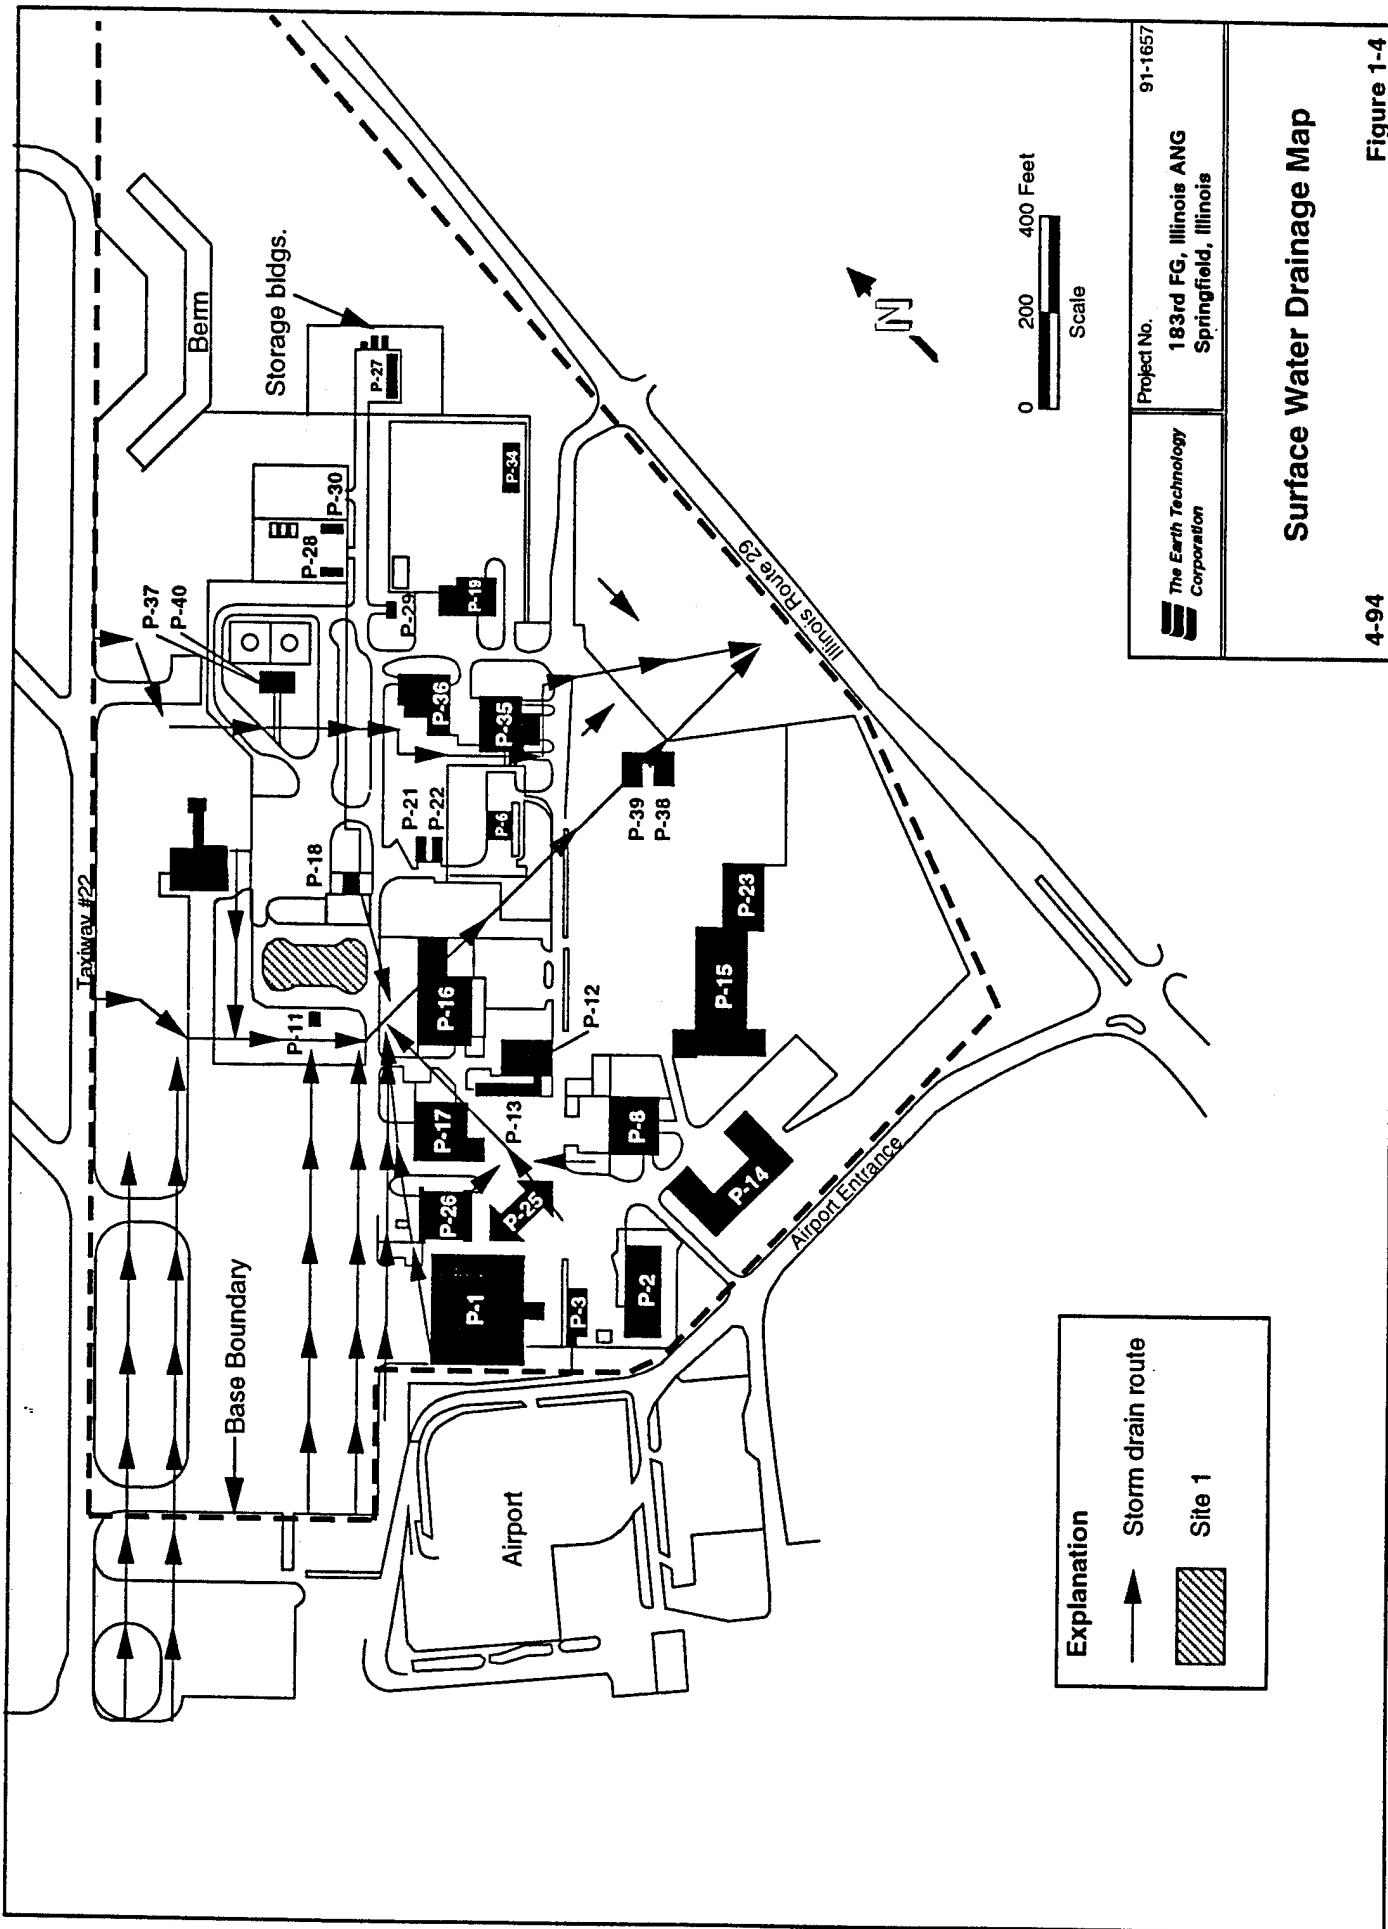 Taxiway #22
Berm
Storage bldgs.
P-27
P-30
P-28
P-37
P-40
P-29
P-19
P-34
P-36
P-35
P-21
P-22
P-6
P-18
P-39
P-38
P-23
P-15
P-11
P-16
P-12
P-13
P-17
P-8
P-26
P-25
P-14
P-1
P-3
P-2
Illinois Route 29
Airport Entrance
Base Boundary
Airport
N
0 200 400 Feet
Scale
Explanation
Storm drain route
Site 1
The Earth Technology
Corporation
Project No. 91-1657
183rd FG, Illinois ANG
Springfield, Illinois
Surface Water Drainage Map
4-94 Figure 1-4